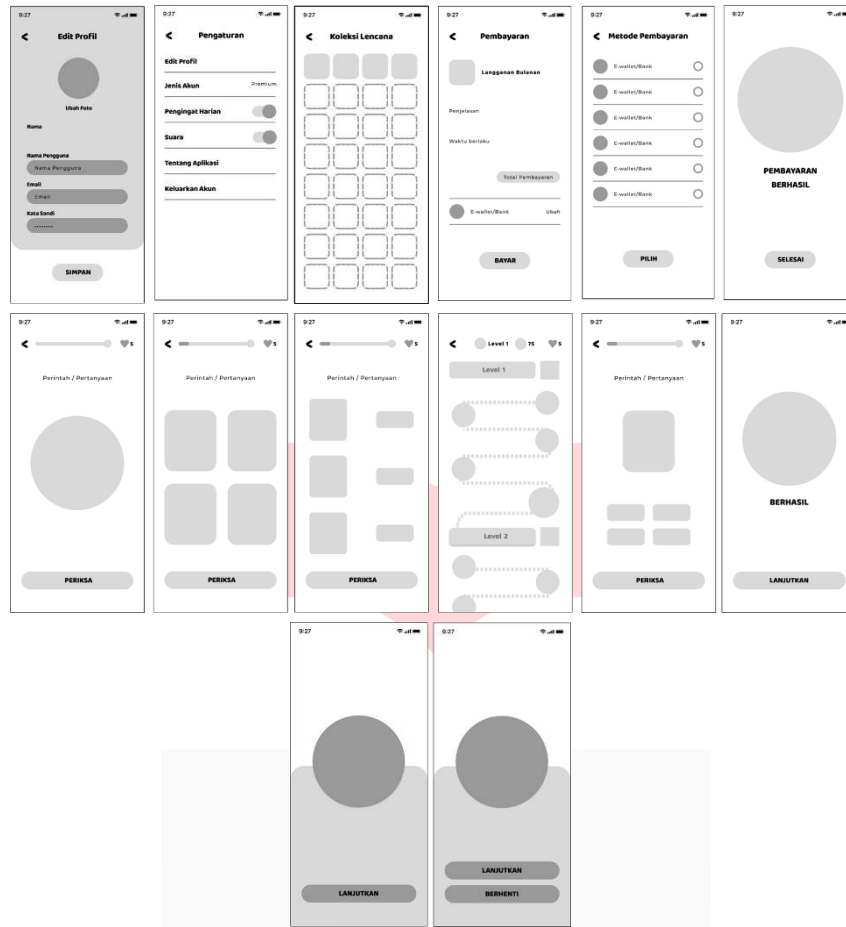 9:27
Edit Profil
Ubah Foto
Nama
Nama Pengguna
Nama Pengguna
Email
Email
Kata Sandi
........
SIMPAN
9:27
Pengaturan
Edit Profil
Jenis Akun Premium
Pengingat Harian
Suara
Tentang Aplikasi
Keluarkan Akun
9:27
Koleksi Lencana
9:27
Pembayaran
Langganan Bulanan
Penjelasan
Waktu berlaku
Total Pembayaran
E-wallet/Bank Ubah
BAYAR
9:27
Metode Pembayaran
E-wallet/Bank
E-wallet/Bank
E-wallet/Bank
E-wallet/Bank
E-wallet/Bank
E-wallet/Bank
PILIH
9:27
PEMBAYARAN
BERHASIL
SELESAI
9:27
5
Perintah / Pertanyaan
PERIKSA
9:27
5
Perintah / Pertanyaan
PERIKSA
9:27
5
Perintah / Pertanyaan
PERIKSA
9:27
Level 1 75 5
Level 1
Level 2
9:27
5
Perintah / Pertanyaan
PERIKSA
9:27
BERHASIL
LANJUTKAN
9:27
LANJUTKAN
9:27
LANJUTKAN
BERHENTI